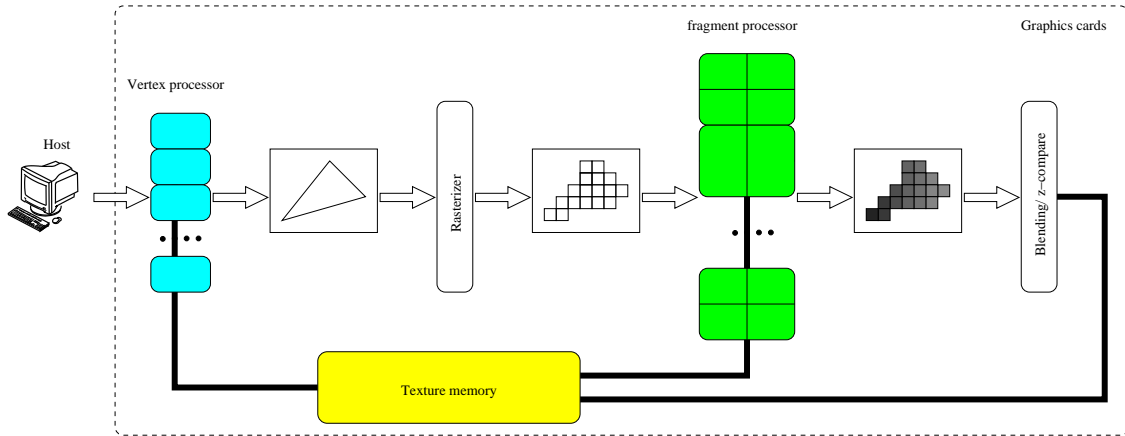 fragment processor
Graphics cards
Vertex processor
Host
Rasterizer
Blending/ z–compare
Texture memory